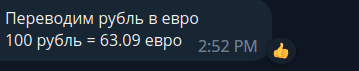 Переводим рубль в евро
100 рубль = 63.09 евро
2:52 PM